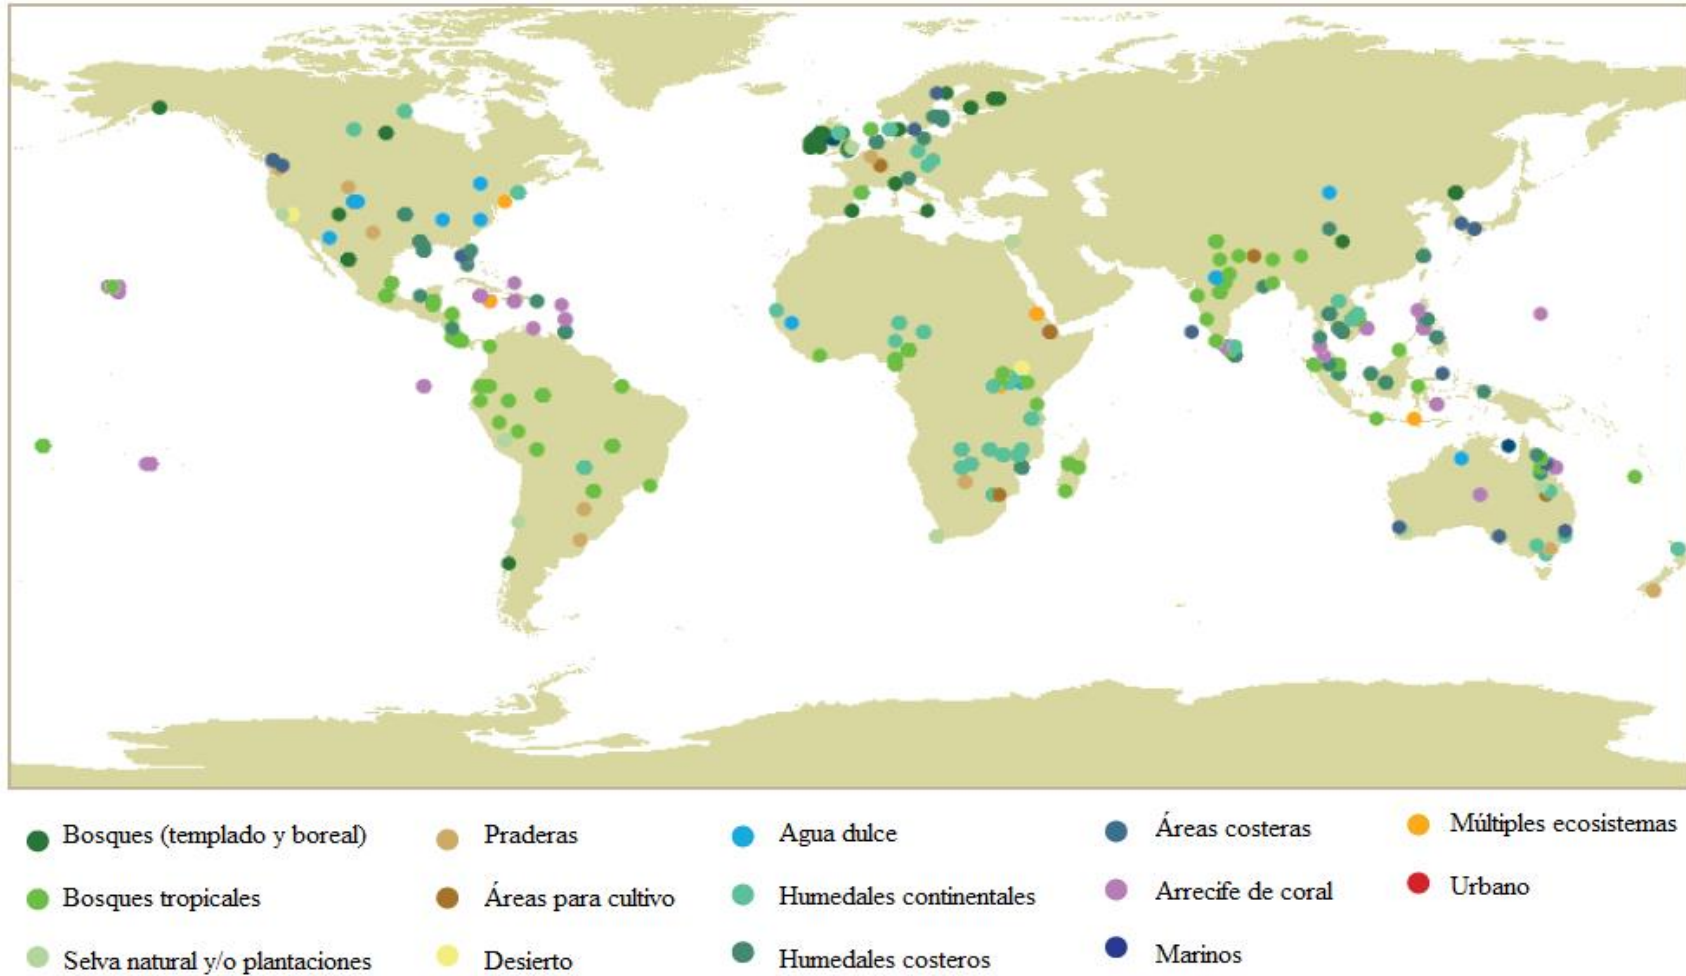 Bosques (templado y boreal)
Praderas
Agua dulce
Áreas costeras
Múltiples ecosistemas
Bosques tropicales
Áreas para cultivo
Humedales continentales
Arrecife de coral
Urbano
Selva natural y/o plantaciones
Desierto
Humedales costeros
Marinos